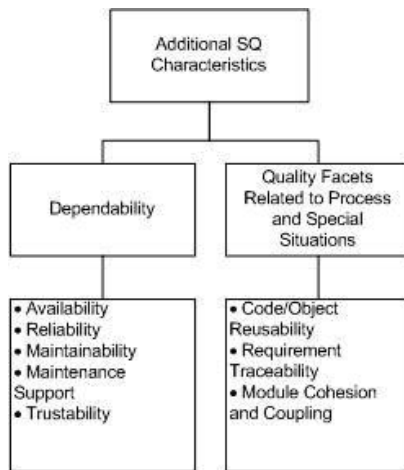 Additional SQ
Characteristics
Dependability
Quality Facets
Related to Process
and Special
Situations
• Availability
• Reliability
• Maintainability
• Maintenance
Support
• Trustability
• Code/Object
Reusability
• Requirement
Traceability
• Module Cohesion
and Coupling